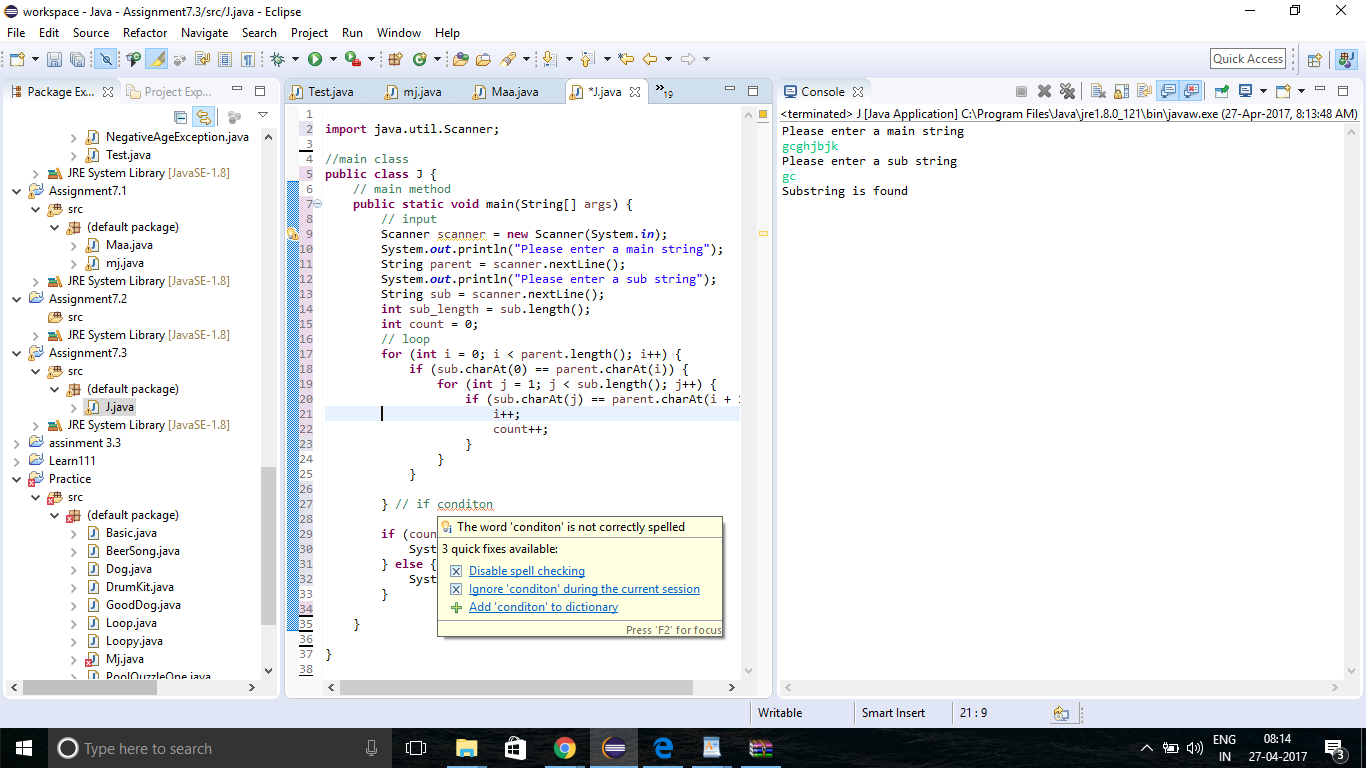 workspace - Java - Assignment7.3/src/J.java - Eclipse
File Edit Source Refactor Navigate Search Project Run Window Help
Quick Access
Package Ex... Project Exp...
NegativeAgeException.java
Test.java
JRE System Library [JavaSE-1.8]
Assignment7.1
src
(default package)
Maa.java
mj.java
JRE System Library [JavaSE-1.8]
Assignment7.2
src
JRE System Library [JavaSE-1.8]
Assignment7.3
src
(default package)
J.java
JRE System Library [JavaSE-1.8]
assinment 3.3
Learn111
Practice
src
(default package)
Basic.java
BeerSong.java
Dog.java
DrumKit.java
GoodDog.java
Loop.java
Loopy.java
Mj.java
PoolQuzzleOne.java
Test.java mj.java Maa.java *J.java »19
1
2 import java.util.Scanner;
3
4 //main class
5 public class J {
6 // main method
7 public static void main(String[] args) {
8 // input
9 Scanner scanner = new Scanner(System.in);
10 System.out.println("Please enter a main string");
11 String parent = scanner.nextLine();
12 System.out.println("Please enter a sub string");
13 String sub = scanner.nextLine();
14 int sub_length = sub.length();
15 int count = 0;
16 // loop
17 for (int i = 0; i < parent.length(); i++) {
18 if (sub.charAt(0) == parent.charAt(i)) {
19 for (int j = 1; j < sub.length(); j++) {
20 if (sub.charAt(j) == parent.charAt(i +
21 i++;
22 count++;
23 }
24 }
25 }
26
27 } // if conditon
28
29 if (coun
30 Syst
31 } else {
32 Syst
33 }
34
35 }
36
37 }
38
The word 'conditon' is not correctly spelled
3 quick fixes available:
Disable spell checking
Ignore 'conditon' during the current session
Add 'conditon' to dictionary
Press 'F2' for focus
Console
<terminated> J [Java Application] C:\Program Files\Java\jre1.8.0_121\bin\javaw.exe (27-Apr-2017, 8:13:48 AM)
Please enter a main string
gcghjbjk
Please enter a sub string
gc
Substring is found
Writable Smart Insert 21 : 9
Type here to search
ENG
IN
08:14
27-04-2017
3